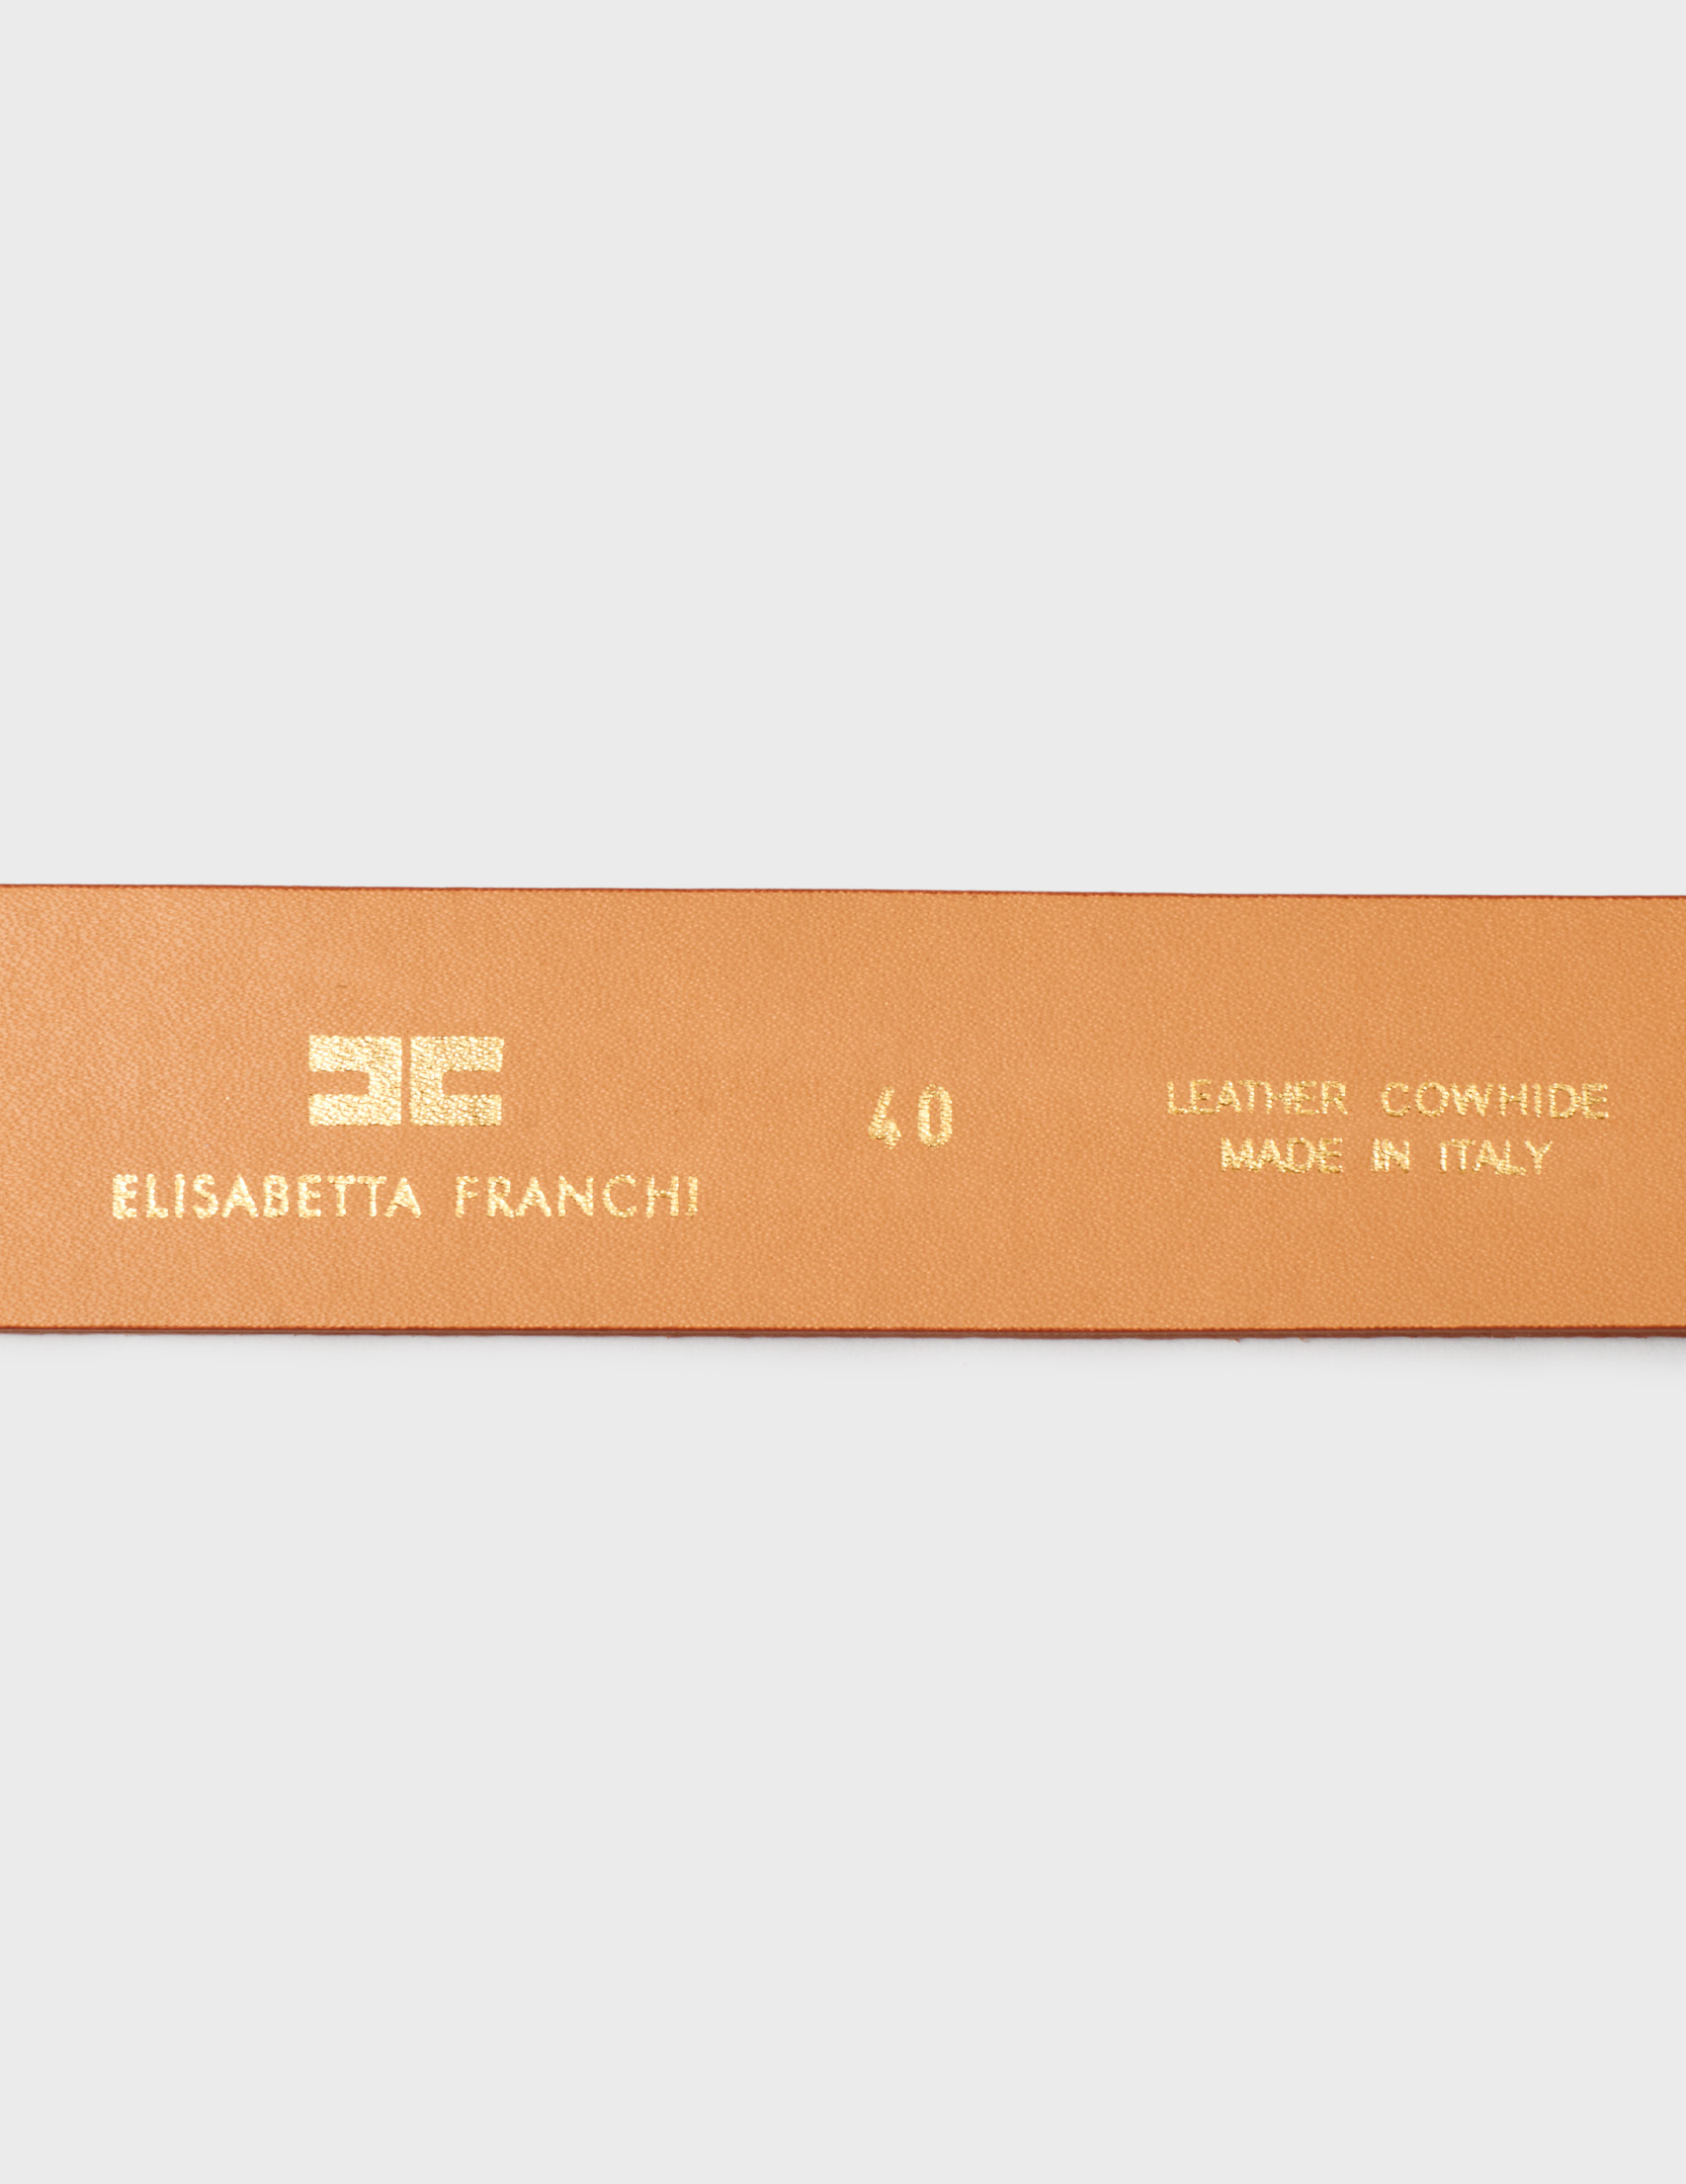 ELISABETTA FRANCHI
40
LEATHER COWHIDE
MADE IN ITALY